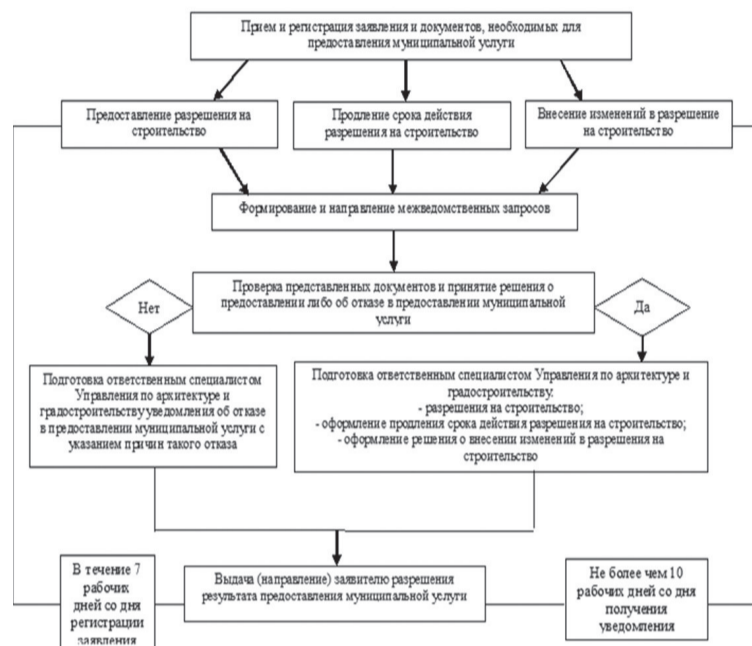 Прием и регистрация заявления и документов, необходимых для
предоставления муниципальной услуги
Предоставление разрешения на
строительство
Продление срока действия
разрешения на строительство
Внесение изменений в разрешение
на строительство
Формирование и направление межведомственных запросов
Проверка представленных документов и принятие решения о
предоставлении либо об отказе в предоставлении муниципальной
услуги
Нет
Да
Подготовка ответственным специалистом
Управления по архитектуре и
градостроительству уведомления об отказе
в предоставлении муниципальной услуги с
указанием причин такого отказа
Подготовка ответственным специалистом Управления по архитектуре и
градостроительству:
- разрешения на строительство;
- оформление продления срока действия разрешения на строительство;
- оформление решения о внесении изменений в разрешения на
строительство
В течение 7
рабочих
дней со дня
регистрации
заявления
Выдача (направление) заявителю разрешения
результата предоставления муниципальной услуги
Не более чем 10
рабочих дней со дня
получения
уведомления